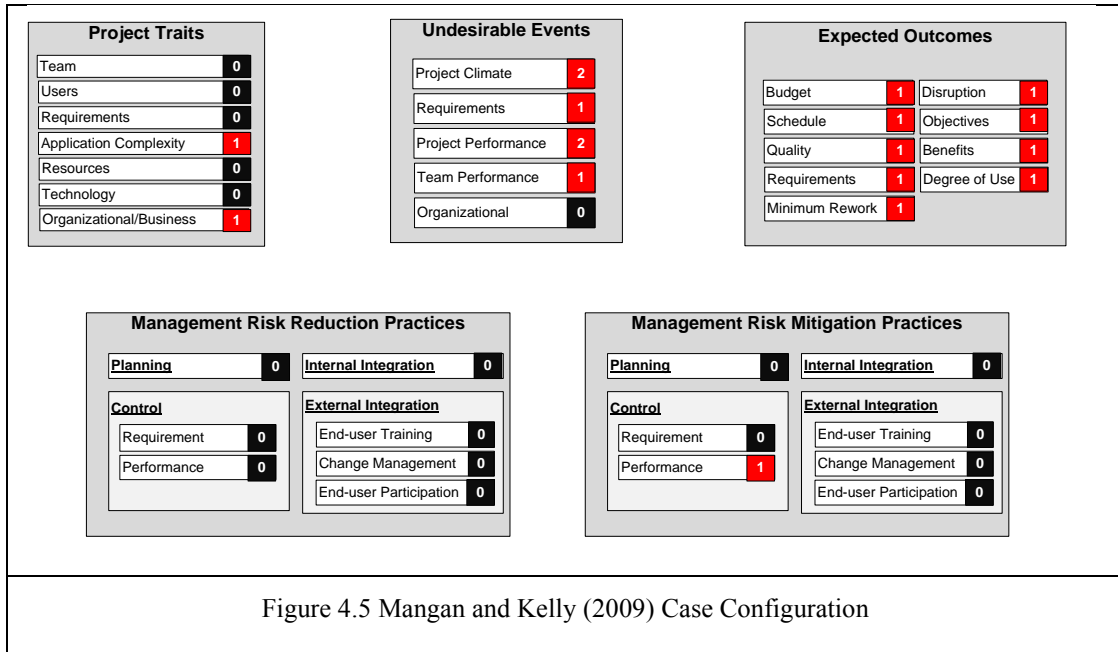 Project Traits
Team 0
Users 0
Requirements 0
Application Complexity 1
Resources 0
Technology 0
Organizational/Business 1
Undesirable Events
Project Climate 2
Requirements 1
Project Performance 2
Team Performance 1
Organizational 0
Expected Outcomes
Budget 1 Disruption 1
Schedule 1 Objectives 1
Quality 1 Benefits 1
Requirements 1 Degree of Use 1
Minimum Rework 1
Management Risk Reduction Practices
Planning 0 Internal Integration 0
Control
Requirement 0
Performance 0
External Integration
End-user Training 0
Change Management 0
End-user Participation 0
Management Risk Mitigation Practices
Planning 0 Internal Integration 0
Control
Requirement 0
Performance 1
External Integration
End-user Training 0
Change Management 0
End-user Participation 0
Figure 4.5 Mangan and Kelly (2009) Case Configuration